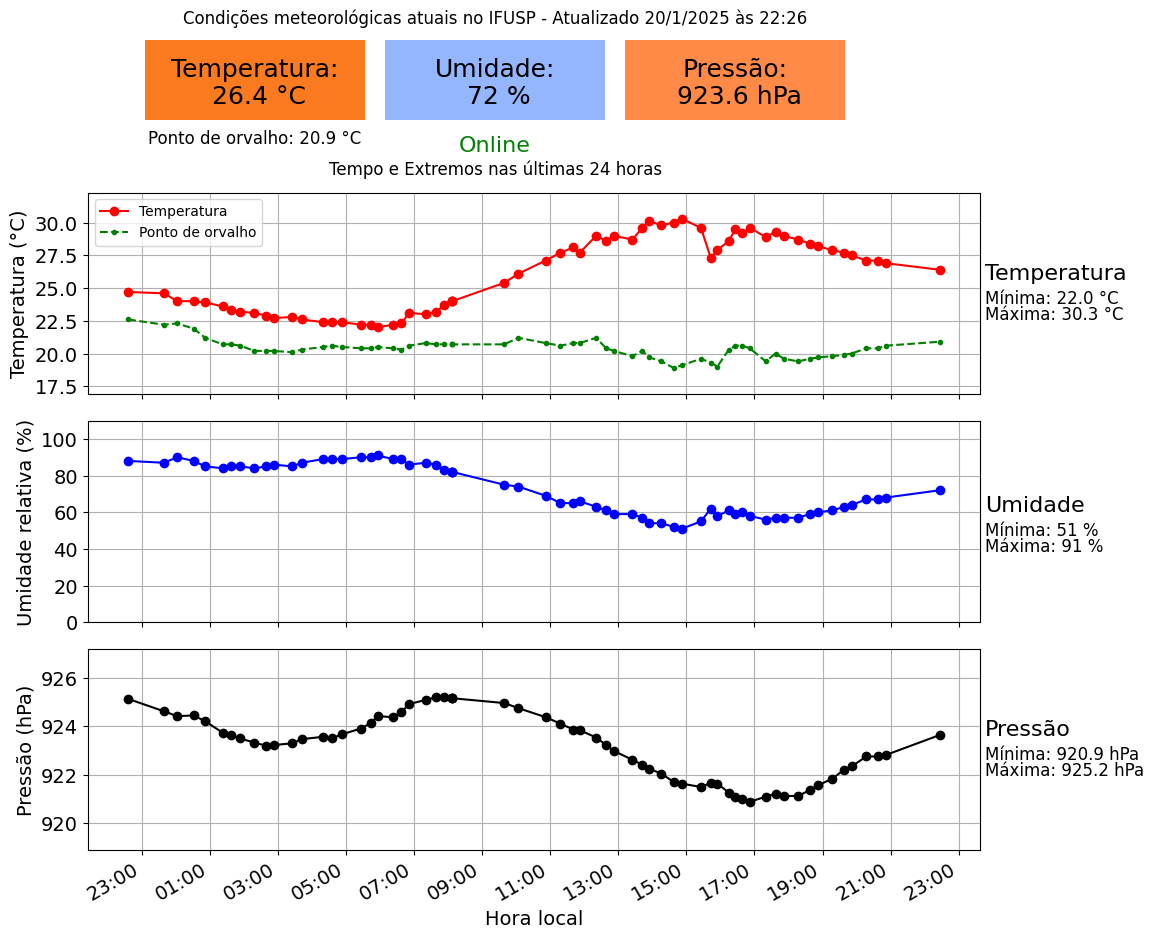 Condições meteorológicas atuais no IFUSP - Atualizado 20/1/2025 às 22:26
Temperatura:
26.4 °C
Umidade:
72 %
Pressão:
923.6 hPa
Ponto de orvalho: 20.9 °C
Online
Tempo e Extremos nas últimas 24 horas
Temperatura (°C)
30.0
27.5
25.0
22.5
20.0
17.5
Temperatura
Ponto de orvalho
Temperatura
Mínima: 22.0 °C
Máxima: 30.3 °C
Umidade relativa (%)
100
80
60
40
20
0
Umidade
Mínima: 51 %
Máxima: 91 %
Pressão (hPa)
926
924
922
920
Pressão
Mínima: 920.9 hPa
Máxima: 925.2 hPa
23:00 01:00 03:00 05:00 07:00 09:00 11:00 13:00 15:00 17:00 19:00 21:00 23:00
Hora local